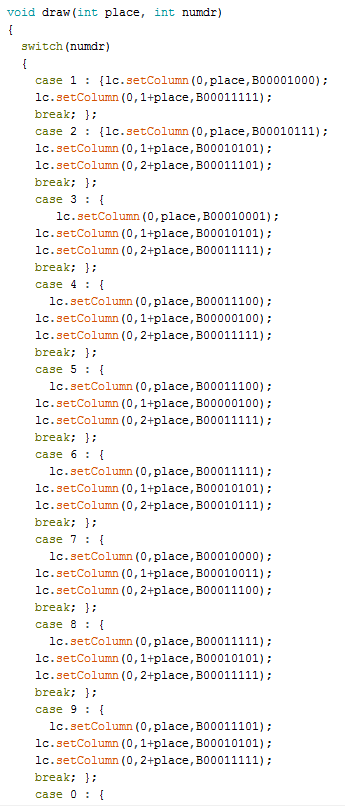 void draw(int place, int numdr)
{
  switch(numdr)
  {
    case 1 : {lc.setColumn(0,place,B00001000);
    lc.setColumn(0,1+place,B00011111);
    break; };
    case 2 : {lc.setColumn(0,place,B00010111);
    lc.setColumn(0,1+place,B00010101);
    lc.setColumn(0,2+place,B00011101);
    break; };
    case 3 : {
       lc.setColumn(0,place,B00010001);
    lc.setColumn(0,1+place,B00010101);
    lc.setColumn(0,2+place,B00011111);
    break; };
    case 4 : {
      lc.setColumn(0,place,B00011100);
    lc.setColumn(0,1+place,B00000100);
    lc.setColumn(0,2+place,B00011111);
    break; };
    case 5 : {
      lc.setColumn(0,place,B00011100);
    lc.setColumn(0,1+place,B00000100);
    lc.setColumn(0,2+place,B00011111);
    break; };
    case 6 : {
      lc.setColumn(0,place,B00011111);
    lc.setColumn(0,1+place,B00010101);
    lc.setColumn(0,2+place,B00010111);
    break; };
    case 7 : {
      lc.setColumn(0,place,B00010000);
    lc.setColumn(0,1+place,B00010011);
    lc.setColumn(0,2+place,B00011100);
    break; };
    case 8 : {
      lc.setColumn(0,place,B00011111);
    lc.setColumn(0,1+place,B00010101);
    lc.setColumn(0,2+place,B00011111);
    break; };
    case 9 : {
      lc.setColumn(0,place,B00011101);
    lc.setColumn(0,1+place,B00010101);
    lc.setColumn(0,2+place,B00011111);
    break; };
    case 0 : {